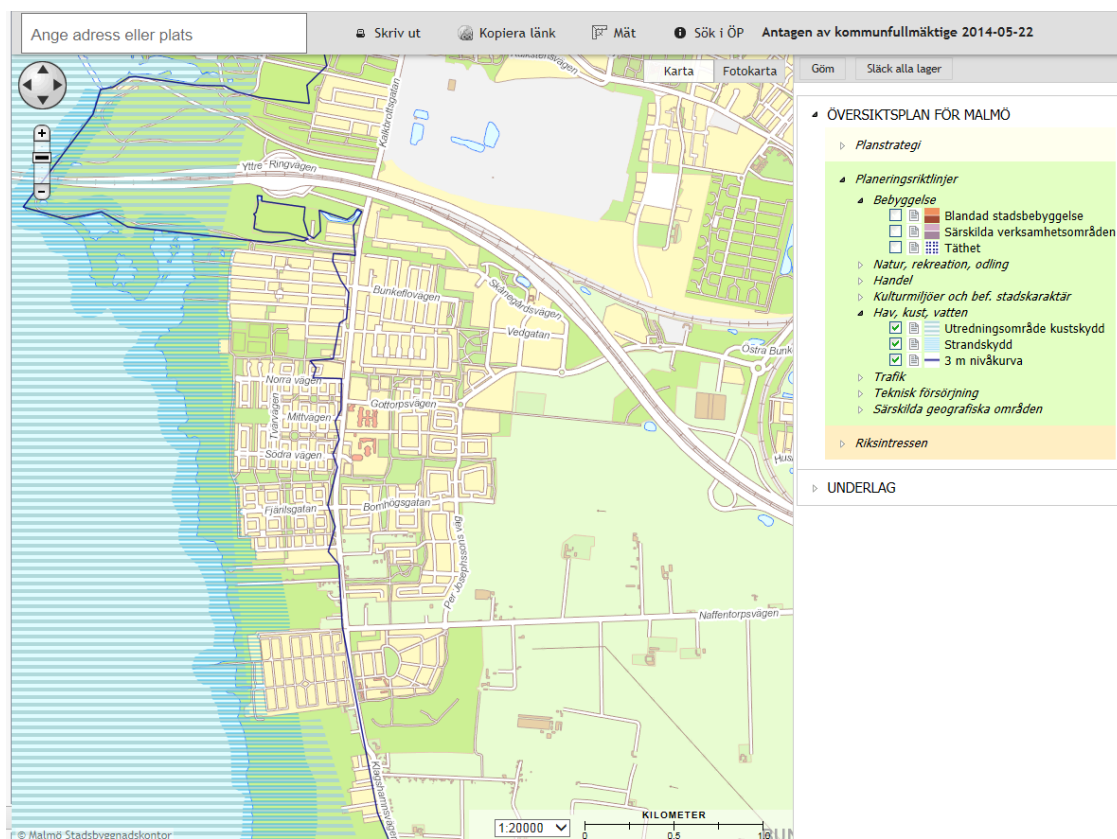 Ange adress eller plats
Skriv ut
Kopiera länk
Mät
Sök i ÖP
Antagen av kommunfullmäktige 2014-05-22
Karta
Fotokarta
Göm
Släck alla lager
ÖVERSIKTSPLAN FÖR MALMÖ
Planstrategi
Planeringsriktlinjer
Bebyggelse
Blandad stadsbebyggelse
Särskilda verksamhetsområden
Täthet
Natur, rekreation, odling
Handel
Kulturmiljöer och bef. stadskaraktär
Hav, kust, vatten
Utredningsområde kustskydd
Strandskydd
3 m nivåkurva
Trafik
Teknisk försörjning
Särskilda geografiska områden
Riksintressen
UNDERLAG
Kalkbrottsgatan
Yttre Ringvägen
Bunkeflovägen
Skånegårdsvägen
Vedgatan
Östra Bunk
Norra vägen
Gottorpsvägen
Tvärvägen
Mittvägen
Södra vägen
Hus
Fjärilsgatan
Bomhögsgatan
Per Josephssons väg
Naffentorpsvägen
Klagshamnsvägen
© Malmö Stadsbyggnadskontor
1:20000
KILOMETER
0 0.5 1.0